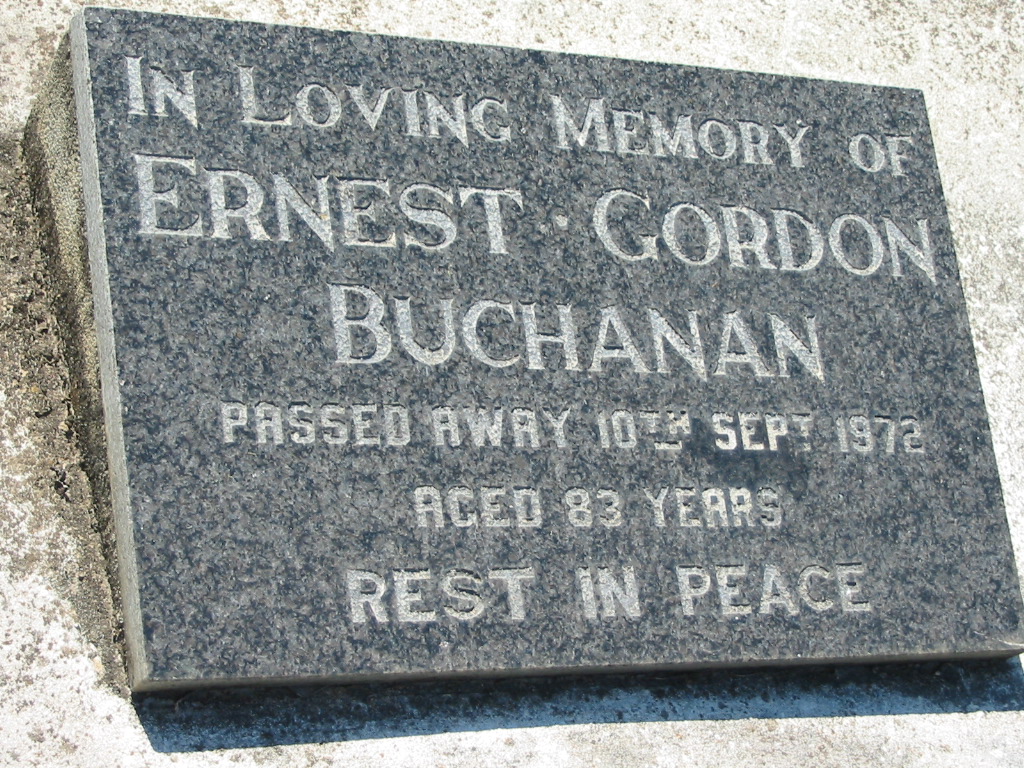 IN LOVING MEMORY OF
ERNEST · GORDON
BUCHANAN
PASSED AWAY 10TH SEPT 1972
AGED 83 YEARS
REST IN PEACE